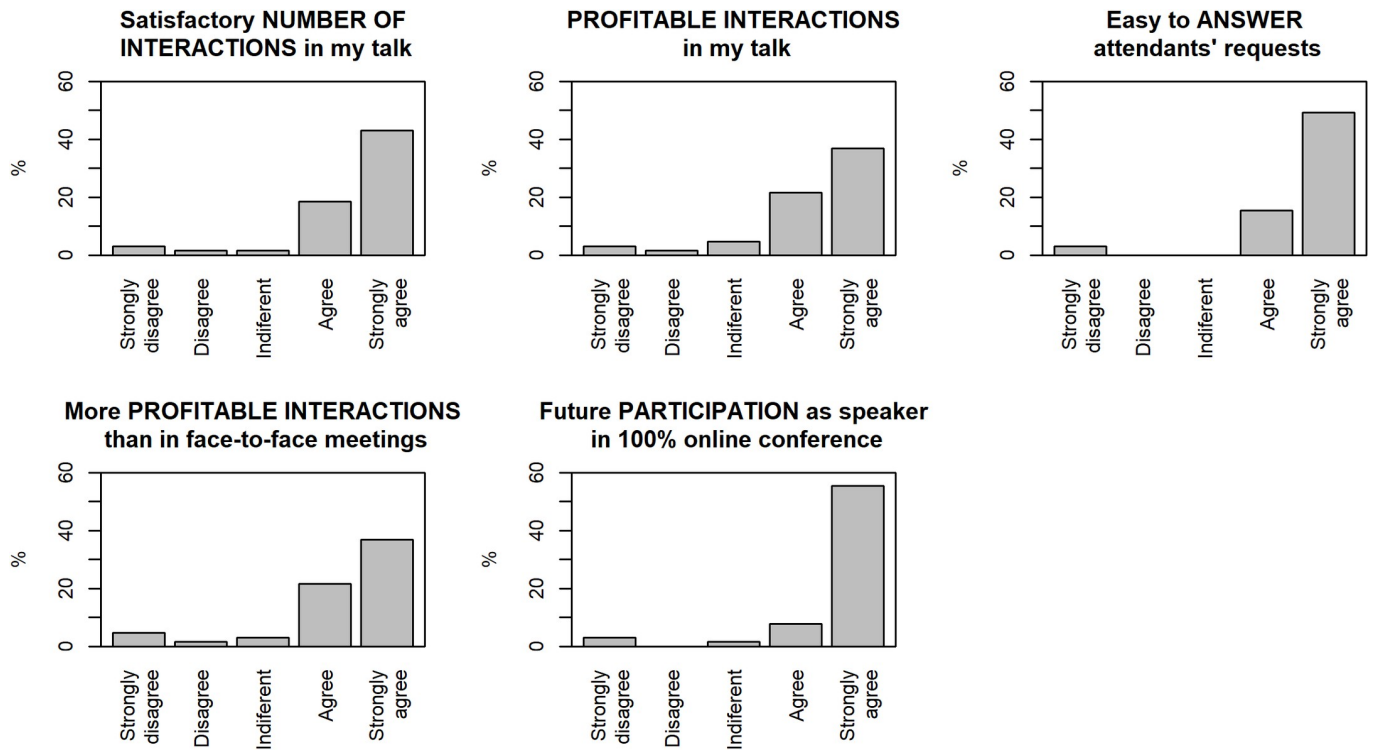 Satisfactory NUMBER OF
INTERACTIONS in my talk
%
0
20
40
60
Strongly
disagree
Disagree
Indiferent
Agree
Strongly
agree
PROFITABLE INTERACTIONS
in my talk
%
0
20
40
60
Strongly
disagree
Disagree
Indiferent
Agree
Strongly
agree
Easy to ANSWER
attendants' requests
%
0
20
40
60
Strongly
disagree
Disagree
Indiferent
Agree
Strongly
agree
More PROFITABLE INTERACTIONS
than in face-to-face meetings
%
0
20
40
60
Strongly
disagree
Disagree
Indiferent
Agree
Strongly
agree
Future PARTICIPATION as speaker
in 100% online conference
%
0
20
40
60
Strongly
disagree
Disagree
Indiferent
Agree
Strongly
agree